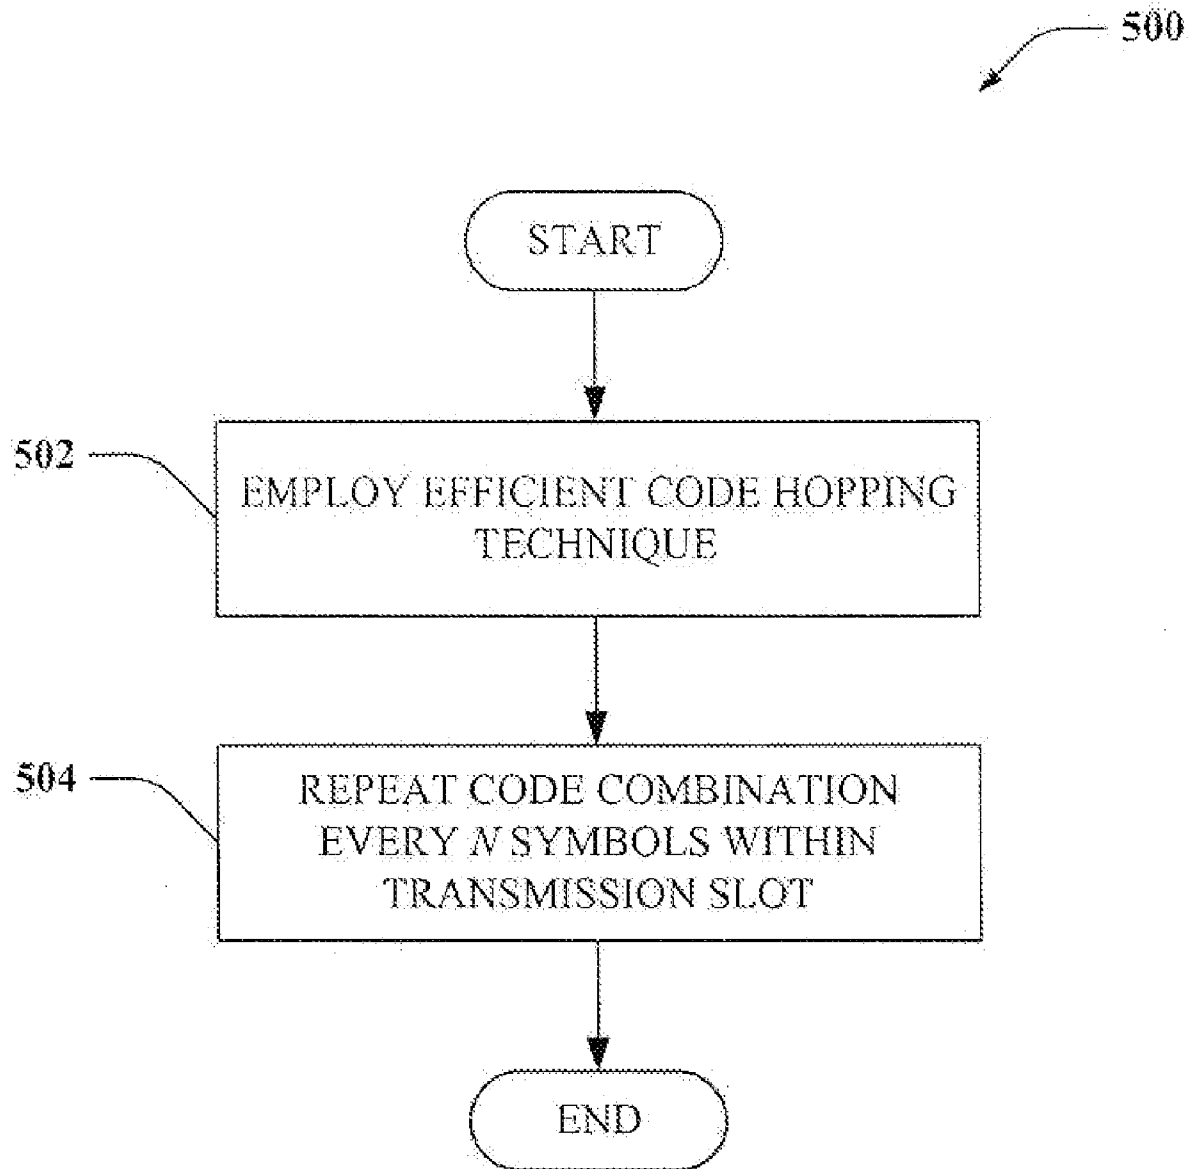 500
START
502
EMPLOY EFFICIENT CODE HOPPING
TECHNIQUE
504
REPEAT CODE COMBINATION
EVERY N SYMBOLS WITHIN
TRANSMISSION SLOT
END